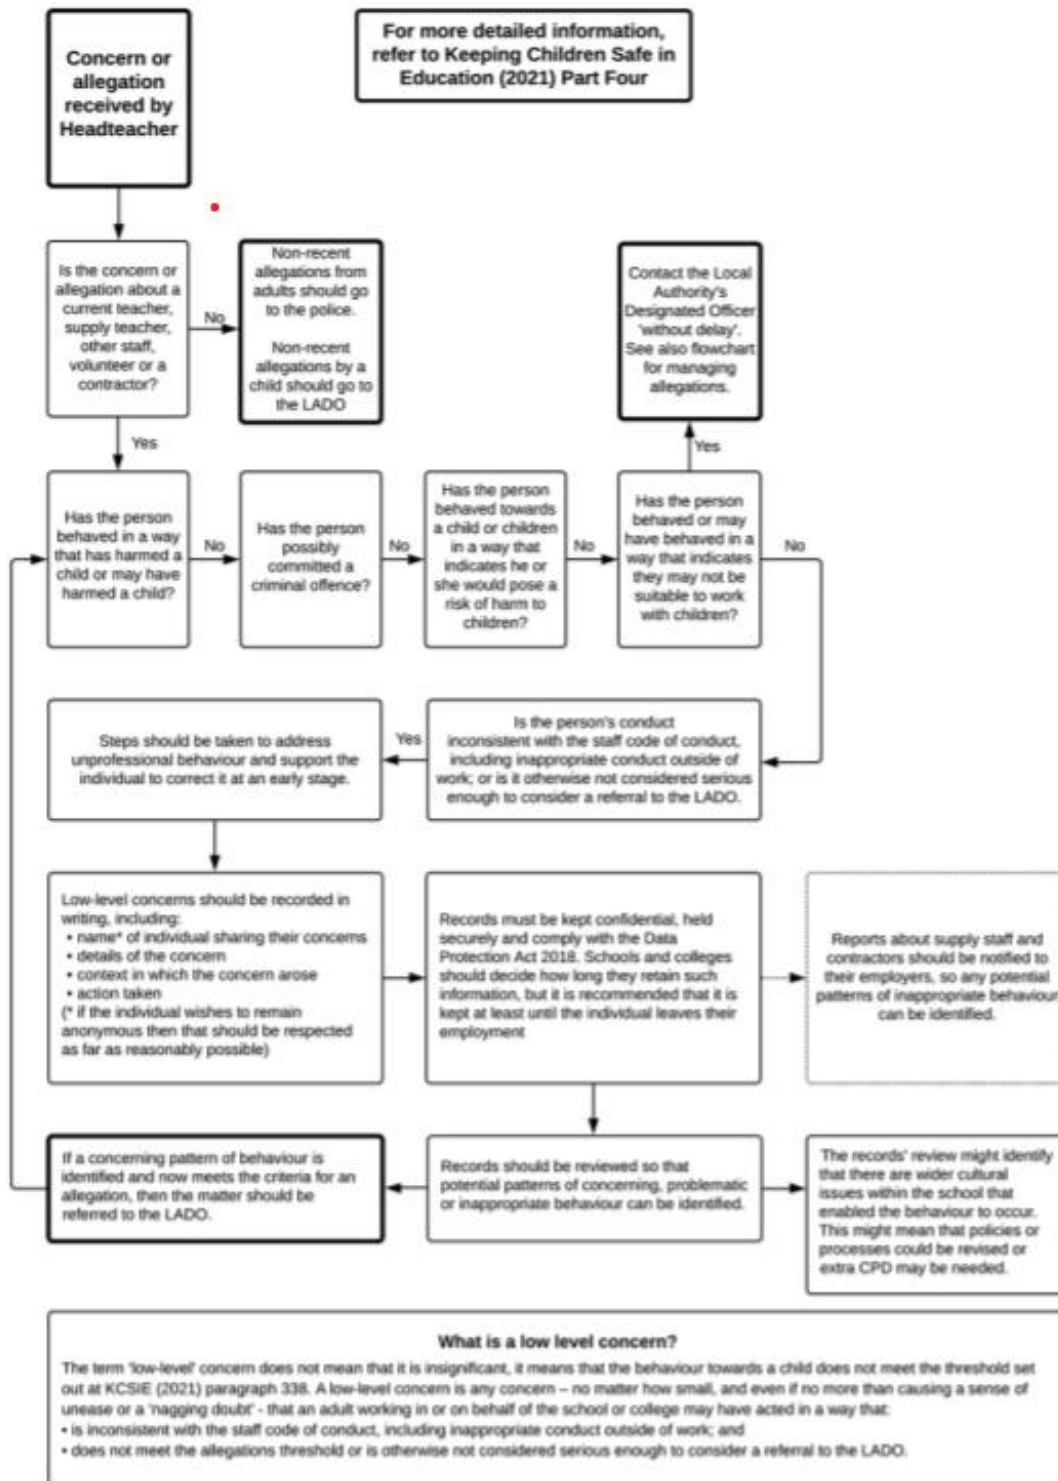 Concern or
allegation
received by
Headteacher
For more detailed information,
refer to Keeping Children Safe in
Education (2021) Part Four
Is the concern or
allegation about a
current teacher,
supply teacher,
other staff,
volunteer or a
contractor?
No
Non-recent
allegations from
adults should go
to the police.
Non-recent
allegations by a
child should go to
the LADO
Contact the Local
Authority's
Designated Officer
'without delay'.
See also flowchart
for managing
allegations.
Yes
Yes
Has the person
behaved in a way
that has harmed a
child or may have
harmed a child?
No
Has the person
possibly
committed a
criminal offence?
No
Has the person
behaved towards
a child or children
in a way that
indicates he or
she would pose a
risk of harm to
children?
No
Has the person
behaved or may
have behaved in a
way that indicates
they may not be
suitable to work
with children?
No
Is the person's conduct
inconsistent with the staff code of conduct,
including inappropriate conduct outside of
work; or is it otherwise not considered serious
enough to consider a referral to the LADO.
Yes
Steps should be taken to address
unprofessional behaviour and support the
individual to correct it at an early stage.
Low-level concerns should be recorded in
writing, including:
• name* of individual sharing their concerns
• details of the concern
• context in which the concern arose
• action taken
(* if the individual wishes to remain
anonymous then that should be respected
as far as reasonably possible)
Records must be kept confidential, held
securely and comply with the Data
Protection Act 2018. Schools and colleges
should decide how long they retain such
information, but it is recommended that it is
kept at least until the individual leaves their
employment
Reports about supply staff and
contractors should be notified to
their employers, so any potential
patterns of inappropriate behaviour
can be identified.
If a concerning pattern of behaviour is
identified and now meets the criteria for an
allegation, then the matter should be
referred to the LADO.
Records should be reviewed so that
potential patterns of concerning, problematic
or inappropriate behaviour can be identified.
The records' review might identify
that there are wider cultural
issues within the school that
enabled the behaviour to occur.
This might mean that policies or
processes could be revised or
extra CPD may be needed.
What is a low level concern?
The term 'low-level' concern does not mean that it is insignificant, it means that the behaviour towards a child does not meet the threshold set
out at KCSIE (2021) paragraph 338. A low-level concern is any concern – no matter how small, and even if no more than causing a sense of
unease or a 'nagging doubt' - that an adult working in or on behalf of the school or college may have acted in a way that:
• is inconsistent with the staff code of conduct, including inappropriate conduct outside of work; and
• does not meet the allegations threshold or is otherwise not considered serious enough to consider a referral to the LADO.